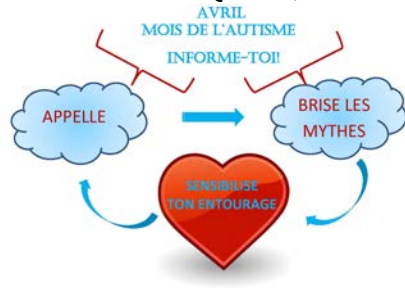 AVRIL
MOIS DE L'AUTISME
INFORME-TOI!
APPELLE
BRISE LES
MYTHES
SENSIBILISE
TON ENTOURAGE